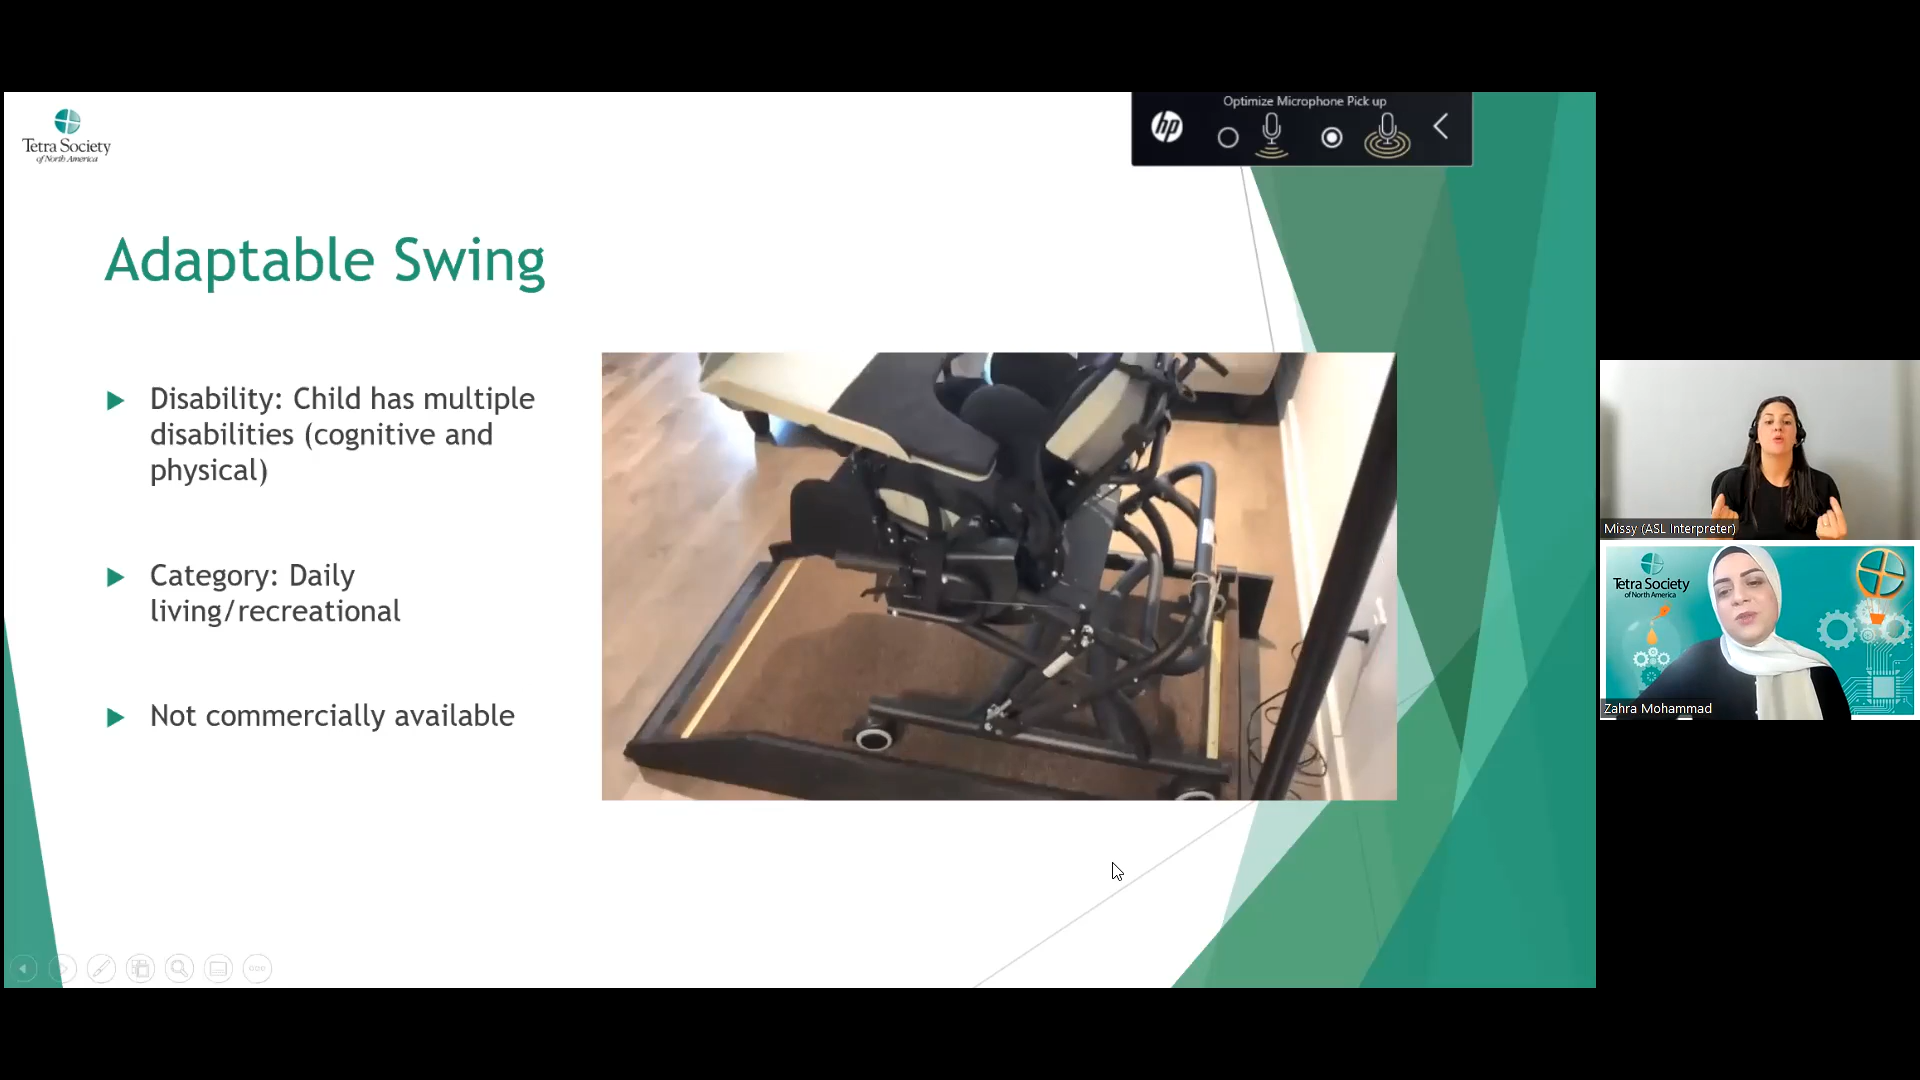 Tetra Society
of North America
Optimize Microphone Pick up
hp
Adaptable Swing
Disability: Child has multiple
disabilities (cognitive and
physical)
Category: Daily
living/recreational
Not commercially available
Missy (ASL Interpreter)
Tetra Society
of North America
Zahra Mohammad